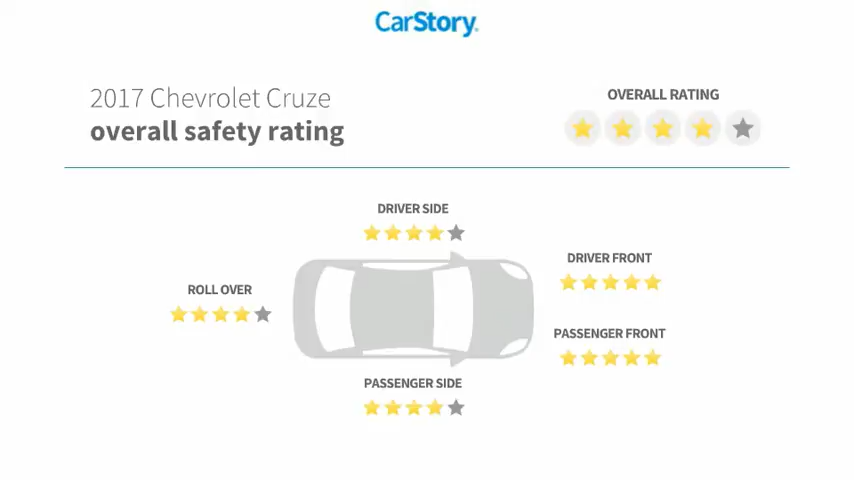 CarStory.
2017 Chevrolet Cruze
overall safety rating
OVERALL RATING
DRIVER SIDE
DRIVER FRONT
ROLL OVER
PASSENGER FRONT
PASSENGER SIDE